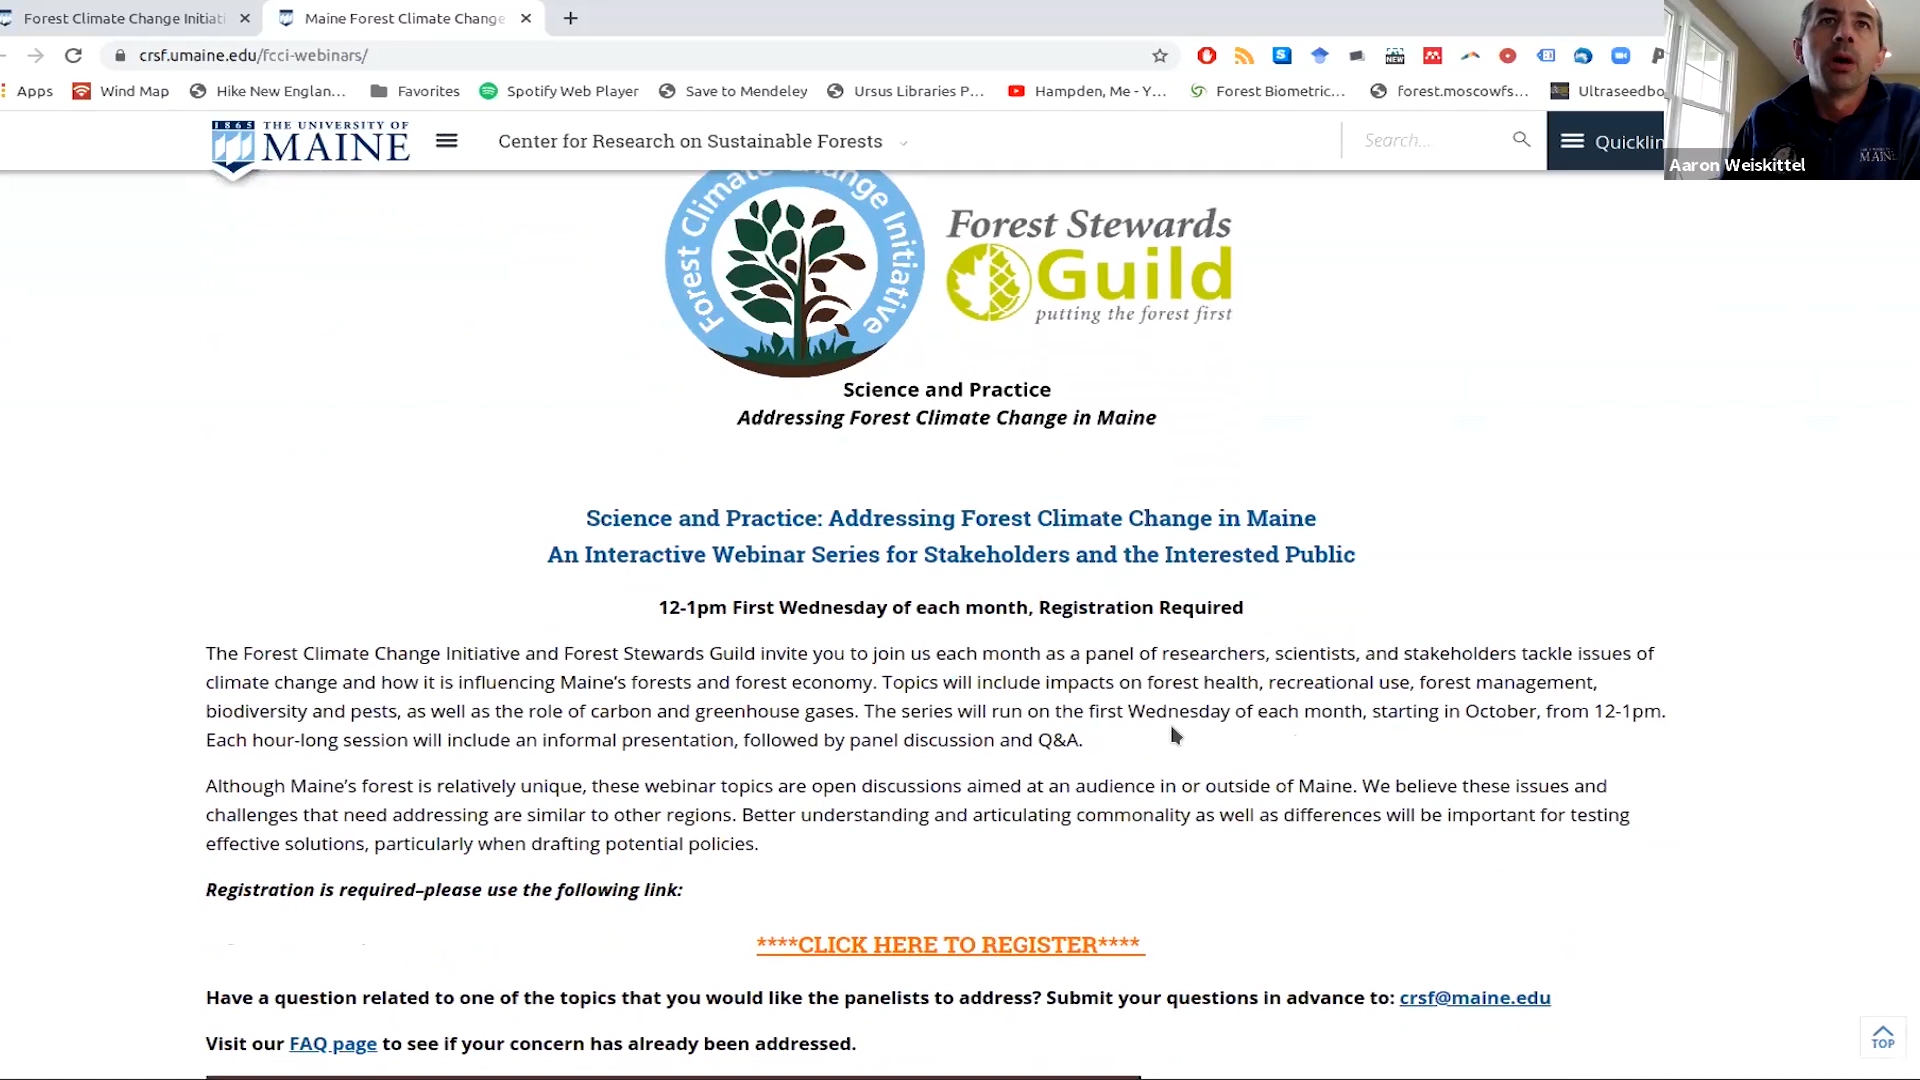 Forest Climate Change Initiati
Maine Forest Climate Change
crsf.umaine.edu/fcci-webinars/
Apps Wind Map Hike New Englan... Favorites Spotify Web Player Save to Mendeley Ursus Libraries P... Hampden, Me - Y... Forest Biometric... forest.moscowfs... Ultraseedbo
1865 THE UNIVERSITY OF
MAINE
Center for Research on Sustainable Forests
Search...
Quicklin
Aaron Weiskittel
Forest Climate Change Initiative
Forest Stewards
Guild
putting the forest first
Science and Practice
Addressing Forest Climate Change in Maine
Science and Practice: Addressing Forest Climate Change in Maine
An Interactive Webinar Series for Stakeholders and the Interested Public
12-1pm First Wednesday of each month, Registration Required
The Forest Climate Change Initiative and Forest Stewards Guild invite you to join us each month as a panel of researchers, scientists, and stakeholders tackle issues of
climate change and how it is influencing Maine's forests and forest economy. Topics will include impacts on forest health, recreational use, forest management,
biodiversity and pests, as well as the role of carbon and greenhouse gases. The series will run on the first Wednesday of each month, starting in October, from 12-1pm.
Each hour-long session will include an informal presentation, followed by panel discussion and Q&A.
Although Maine's forest is relatively unique, these webinar topics are open discussions aimed at an audience in or outside of Maine. We believe these issues and
challenges that need addressing are similar to other regions. Better understanding and articulating commonality as well as differences will be important for testing
effective solutions, particularly when drafting potential policies.
Registration is required–please use the following link:
****CLICK HERE TO REGISTER****
Have a question related to one of the topics that you would like the panelists to address? Submit your questions in advance to: crsf@maine.edu
Visit our FAQ page to see if your concern has already been addressed.
TOP